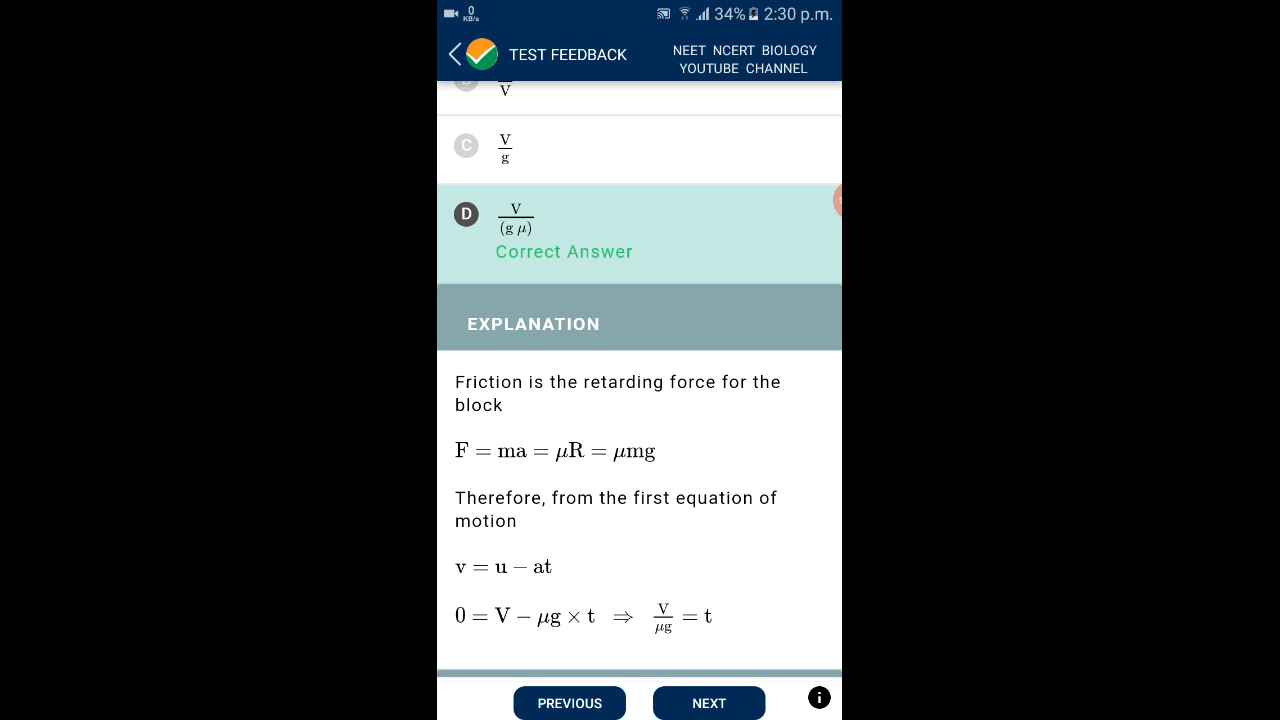 0
KB/s
34% 2:30 p.m.
TEST FEEDBACK
NEET NCERT BIOLOGY
YOUTUBE CHANNEL
V
C
V
g
D
V
(g μ)
Correct Answer
EXPLANATION
Friction is the retarding force for the
block
F = ma = μR = μmg
Therefore, from the first equation of
motion
v = u − at
0 = V − μg × t ⇒ V/μg = t
PREVIOUS
NEXT
i